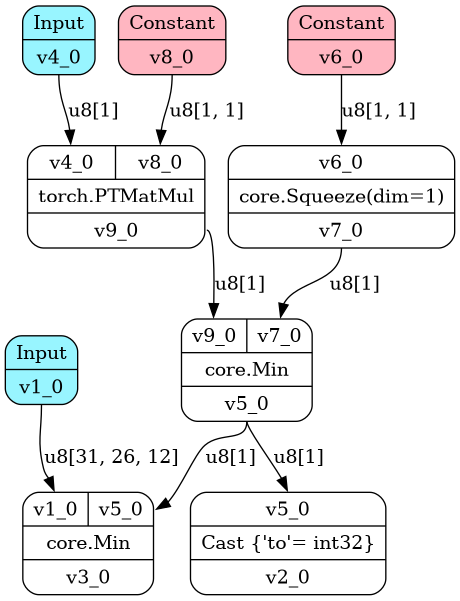 Input
v4_0
Constant
v8_0
Constant
v6_0
u8[1]
u8[1, 1]
u8[1, 1]
v4_0 v8_0
torch.PTMatMul
v9_0
v6_0
core.Squeeze(dim=1)
v7_0
u8[1]
u8[1]
v9_0 v7_0
core.Min
v5_0
Input
v1_0
u8[31, 26, 12]
u8[1]
u8[1]
v1_0 v5_0
core.Min
v3_0
v5_0
Cast {'to'= int32}
v2_0